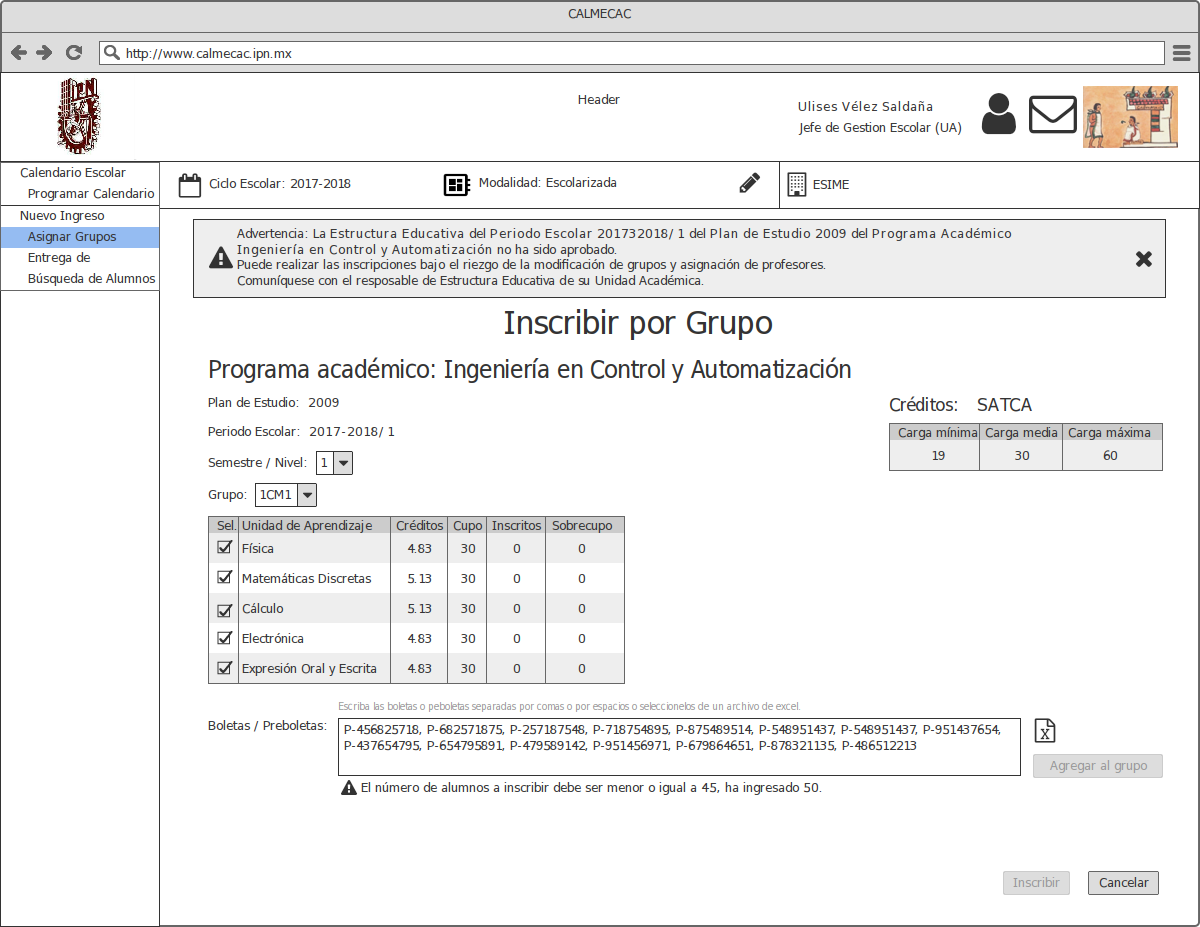 CALMECAC
http://www.calmecac.ipn.mx
Header
Ulises Vélez Saldaña
Jefe de Gestion Escolar (UA)
Calendario Escolar
Programar Calendario
Nuevo Ingreso
Asignar Grupos
Entrega de
Búsqueda de Alumnos
Ciclo Escolar: 2017-2018
Modalidad: Escolarizada
ESIME
Advertencia: La Estructura Educativa del Periodo Escolar 201732018/ 1 del Plan de Estudio 2009 del Programa Académico
Ingeniería en Control y Automatización no ha sido aprobado.
Puede realizar las inscripciones bajo el riezgo de la modificación de grupos y asignación de profesores.
Comuníquese con el resposable de Estructura Educativa de su Unidad Académica.
Inscribir por Grupo
Programa académico: Ingeniería en Control y Automatización
Plan de Estudio: 2009
Periodo Escolar: 2017-2018/ 1
Semestre / Nivel: 1
Grupo: 1CM1
Créditos: SATCA
Carga mínima Carga media Carga máxima
19 30 60
Sel. Unidad de Aprendizaje Créditos Cupo Inscritos Sobrecupo
Física 4.83 30 0 0
Matemáticas Discretas 5.13 30 0 0
Cálculo 5.13 30 0 0
Electrónica 4.83 30 0 0
Expresión Oral y Escrita 4.83 30 0 0
Escriba las boletas o peboletas separadas por comas o por espacios o seleccionelos de un archivo de excel.
Boletas / Preboletas:
P-456825718, P-682571875, P-257187548, P-718754895, P-875489514, P-548951437, P-548951437, P-951437654,
P-437654795, P-654795891, P-479589142, P-951456971, P-679864651, P-878321135, P-486512213
X
Agregar al grupo
El número de alumnos a inscribir debe ser menor o igual a 45, ha ingresado 50.
Inscribir
Cancelar